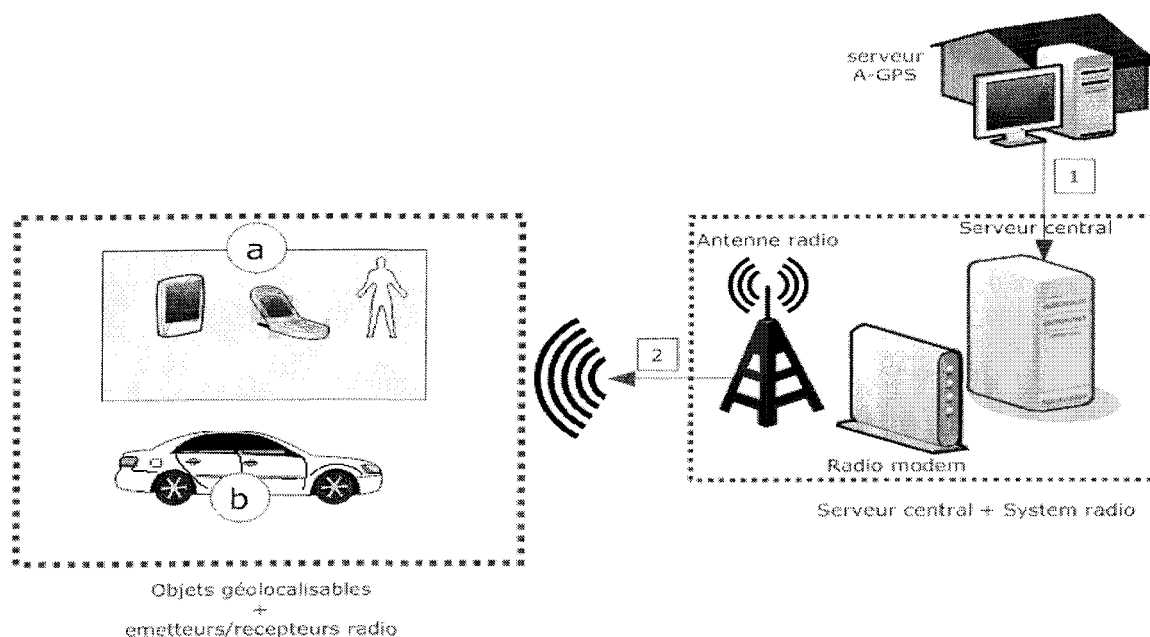 serveur
A-GPS
1
Serveur central
Antenne radio
a
2
b
Radio modem
Serveur central + System radio
Objets géolocalisables
+
emetteurs/recepteurs radio